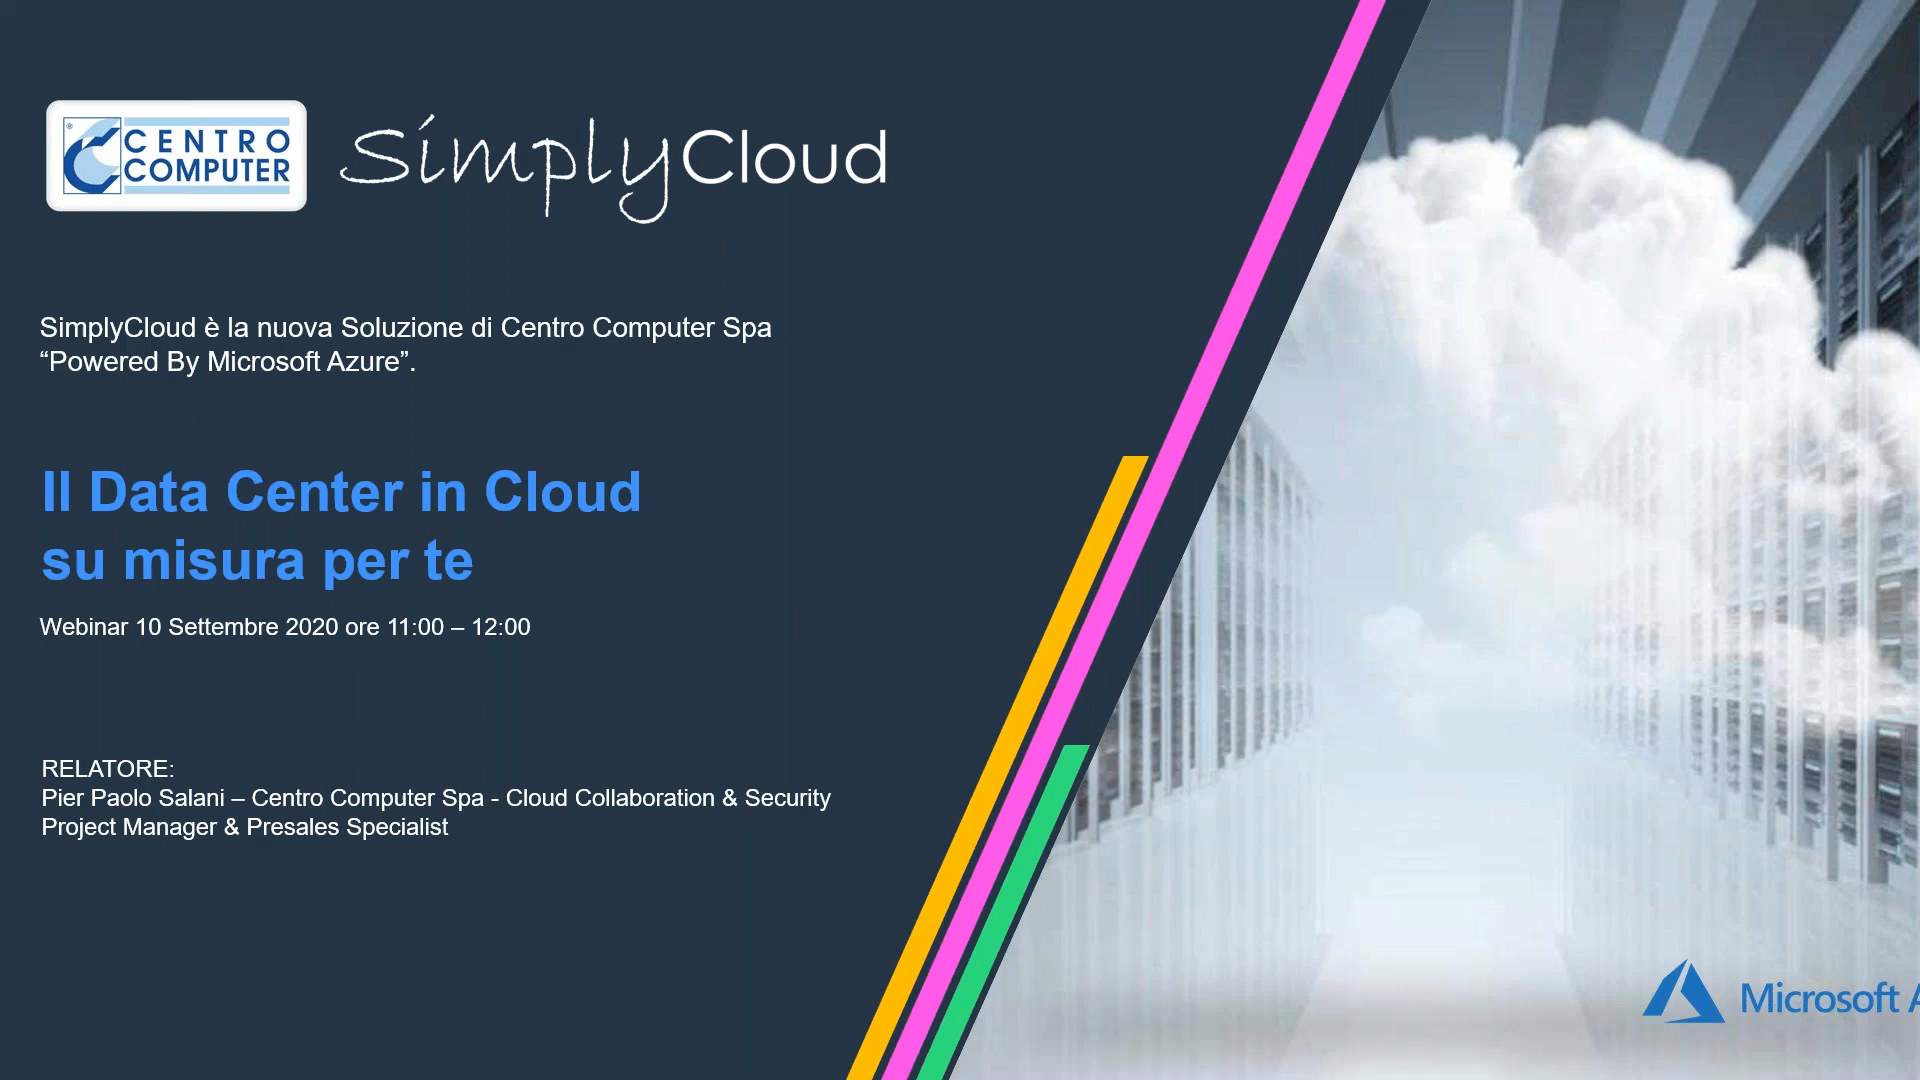 CENTRO
COMPUTER
®
SimplyCloud
SimplyCloud è la nuova Soluzione di Centro Computer Spa
“Powered By Microsoft Azure”.
Il Data Center in Cloud
su misura per te
Webinar 10 Settembre 2020 ore 11:00 – 12:00
RELATORE:
Pier Paolo Salani – Centro Computer Spa - Cloud Collaboration & Security
Project Manager & Presales Specialist
Microsoft A